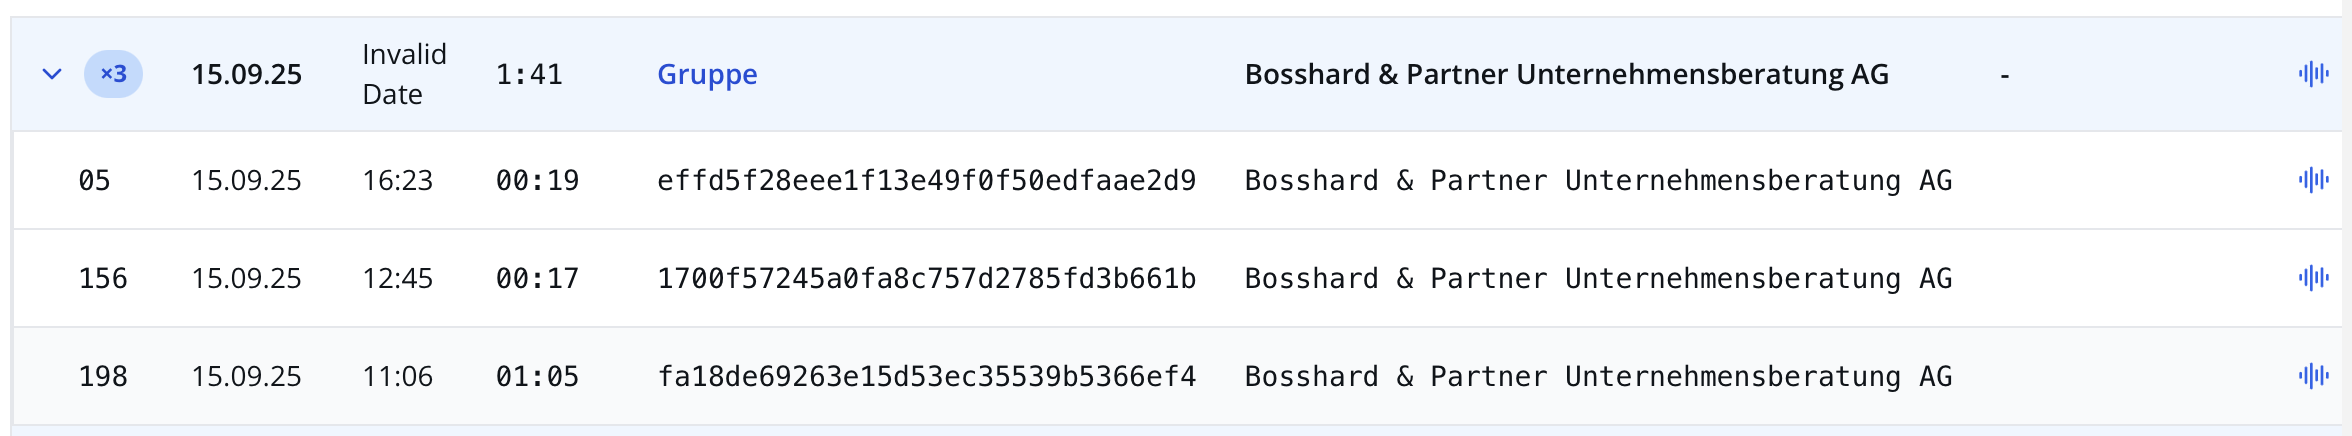 ×3 15.09.25 Invalid Date 1:41 Gruppe Bosshard & Partner Unternehmensberatung AG -
05 15.09.25 16:23 00:19 effd5f28eee1f13e49f0f50edfaae2d9 Bosshard & Partner Unternehmensberatung AG
156 15.09.25 12:45 00:17 1700f57245a0fa8c757d2785fd3b661b Bosshard & Partner Unternehmensberatung AG
198 15.09.25 11:06 01:05 fa18de69263e15d53ec35539b5366ef4 Bosshard & Partner Unternehmensberatung AG